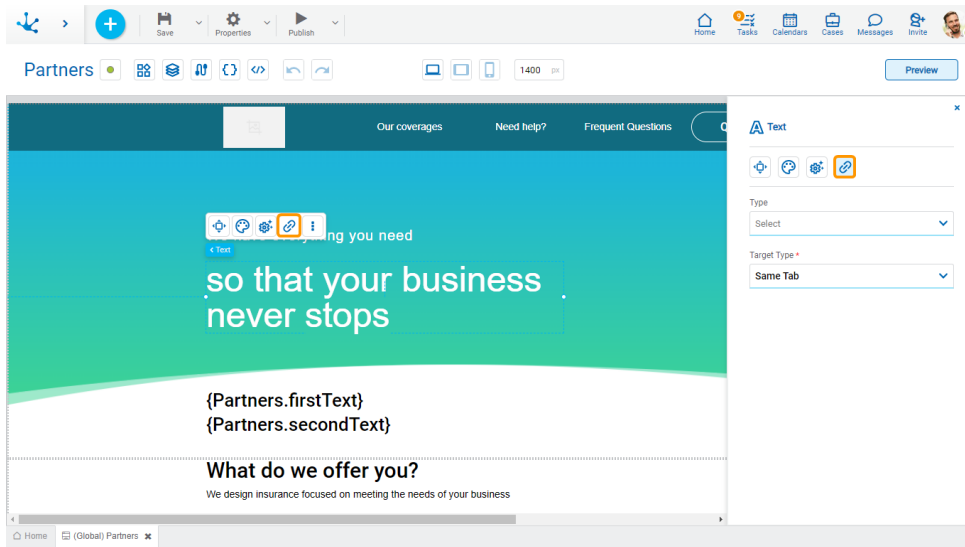 Save
Properties
Publish
Home
9
Tasks
Calendars
Cases
Messages
Invite
Partners
1400 px
Preview
Our coverages
Need help?
Frequent Questions
Text
Type
Select
Target Type *
Same Tab
you need
< Text
so that your business
never stops
{Partners.firstText}
{Partners.secondText}
What do we offer you?
We design insurance focused on meeting the needs of your business
Home
(Global) Partners